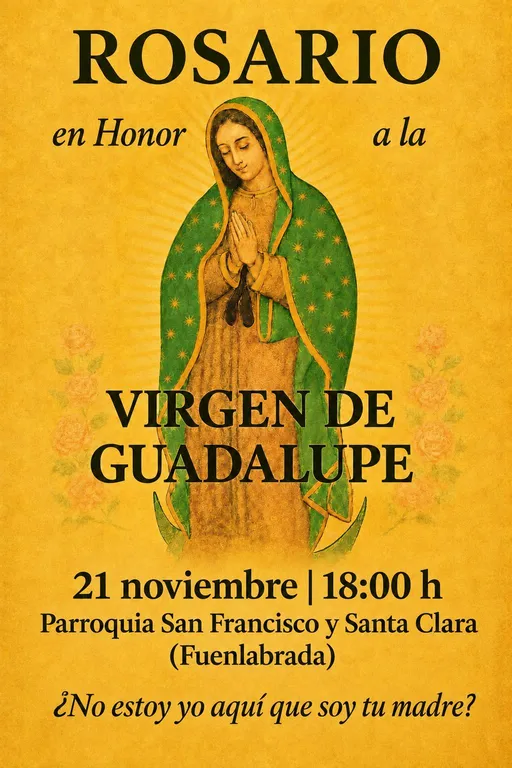 ROSARIO
en Honor a la
VIRGEN DE
GUADALUPE
21 noviembre | 18:00 h
Parroquia San Francisco y Santa Clara
(Fuenlabrada)
¿No estoy yo aquí que soy tu madre?